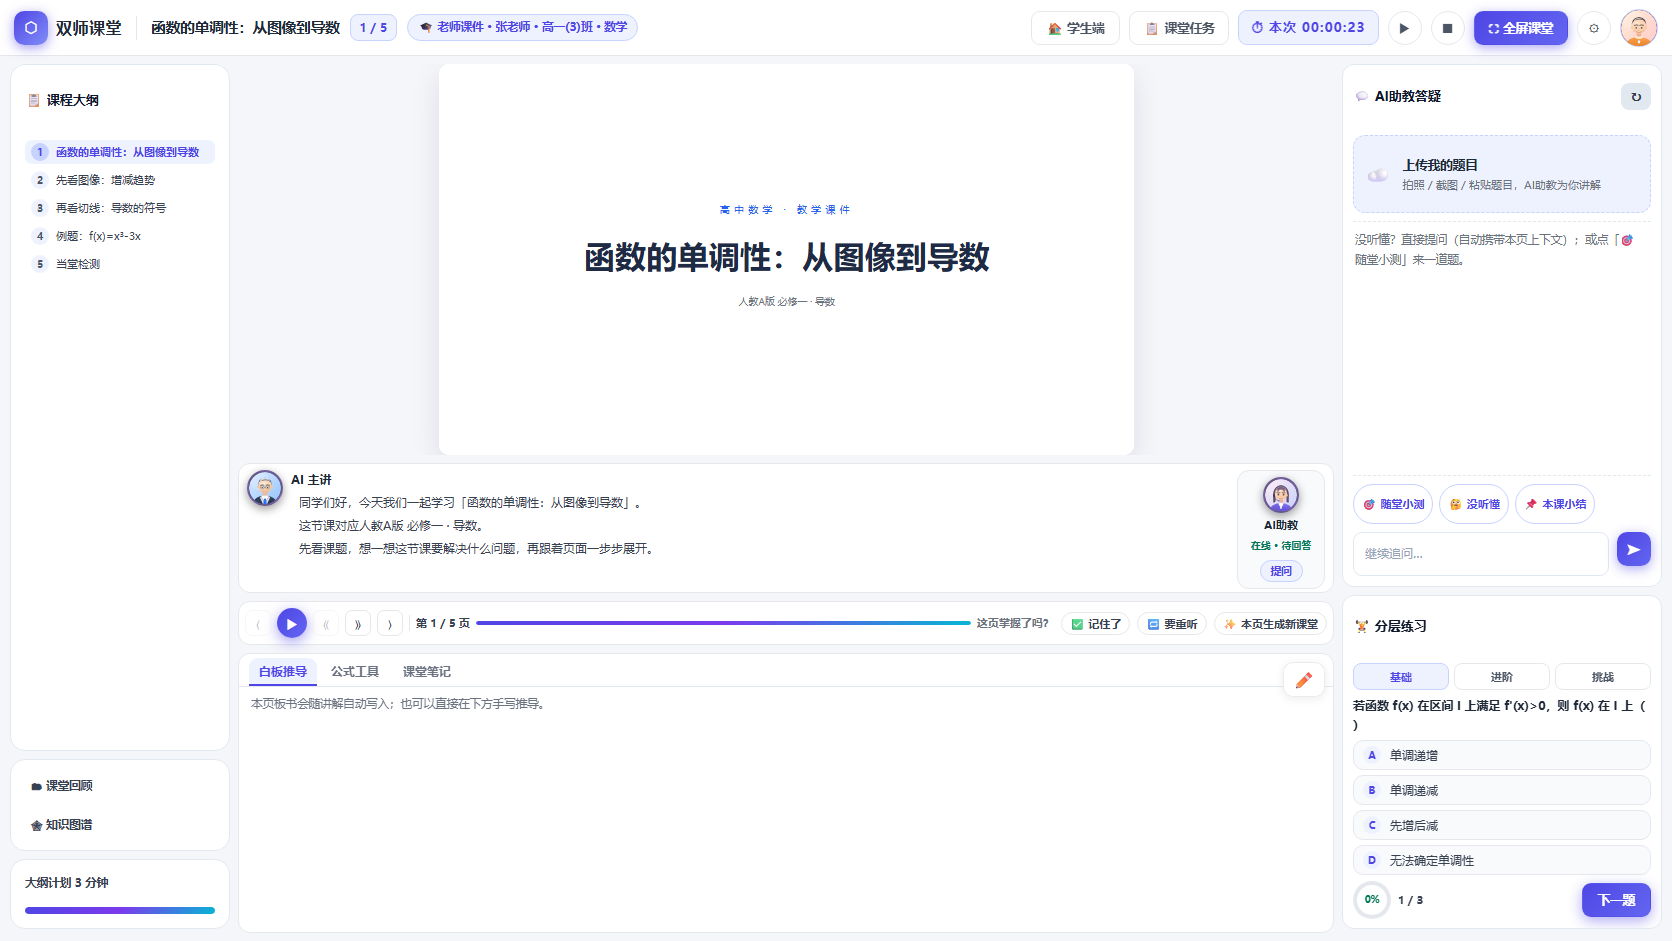 双师课堂
函数的单调性：从图像到导数
1 / 5
老师课件 • 张老师 • 高一(3)班 • 数学
学生端
课堂任务
本次 00:00:23
全屏课堂
课程大纲
1 函数的单调性：从图像到导数
2 先看图像：增减趋势
3 再看切线：导数的符号
4 例题：f(x)=x³-3x
5 当堂检测
课堂回顾
知识图谱
大纲计划 3 分钟
高中数学 · 教学课件
函数的单调性：从图像到导数
人教A版 必修一 · 导数
AI 主讲
同学们好，今天我们一起学习「函数的单调性：从图像到导数」。
这节课对应人教A版 必修一 · 导数。
先看课题，想一想这节课要解决什么问题，再跟着页面一步步展开。
AI助教
在线 • 待回答
提问
第 1 / 5 页
这页掌握了吗？
记住了
要重听
本页生成新课堂
白板推导
公式工具
课堂笔记
本页板书会随讲解自动写入；也可以直接在下方手写推导。
AI助教答疑
上传我的题目
拍照 / 截图 / 粘贴题目，AI助教为你讲解
没听懂？直接提问（自动携带本页上下文）；或点「🎯
随堂小测」来一道题。
随堂小测
没听懂
本课小结
继续追问...
分层练习
基础
进阶
挑战
若函数 f(x) 在区间 I 上满足 f'(x)>0，则 f(x) 在 I 上（
）
A 单调递增
B 单调递减
C 先增后减
D 无法确定单调性
0%
1 / 3
下一题